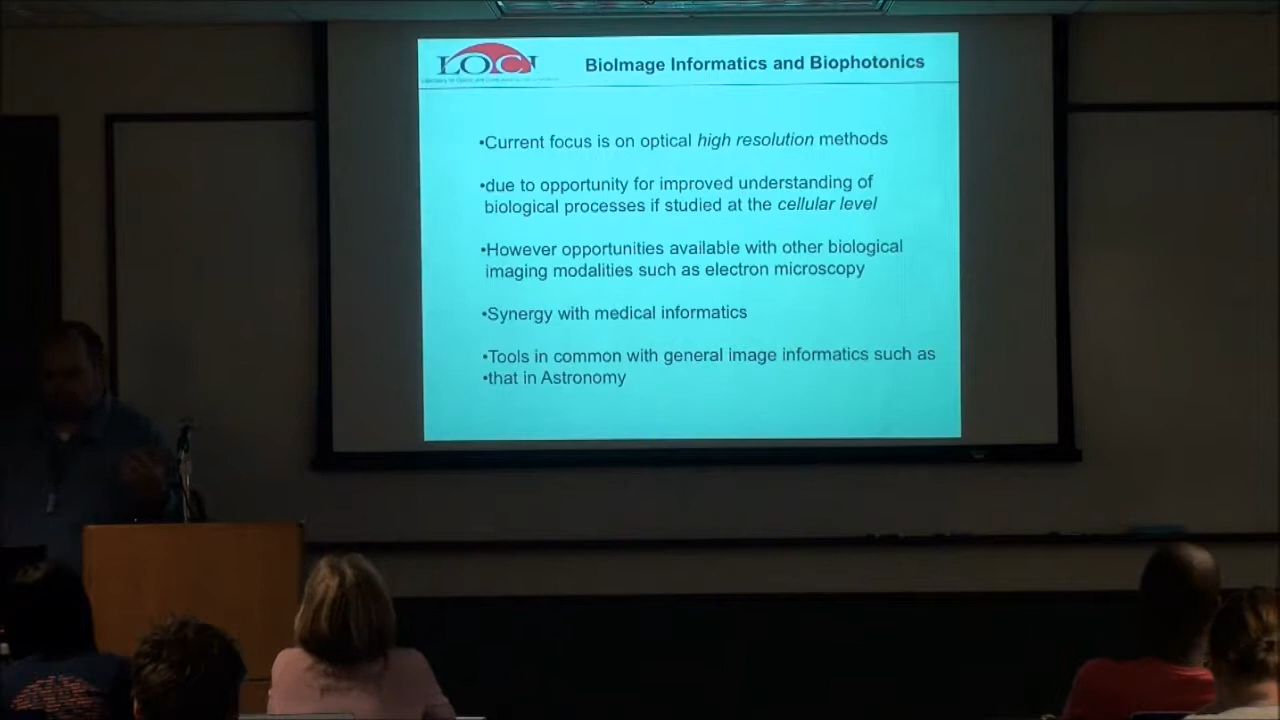 LOCI
BioImage Informatics and Biophotonics
•Current focus is on optical high resolution methods
•due to opportunity for improved understanding of
biological processes if studied at the cellular level
•However opportunities available with other biological
imaging modalities such as electron microscopy
•Synergy with medical informatics
•Tools in common with general image informatics such as
•that in Astronomy